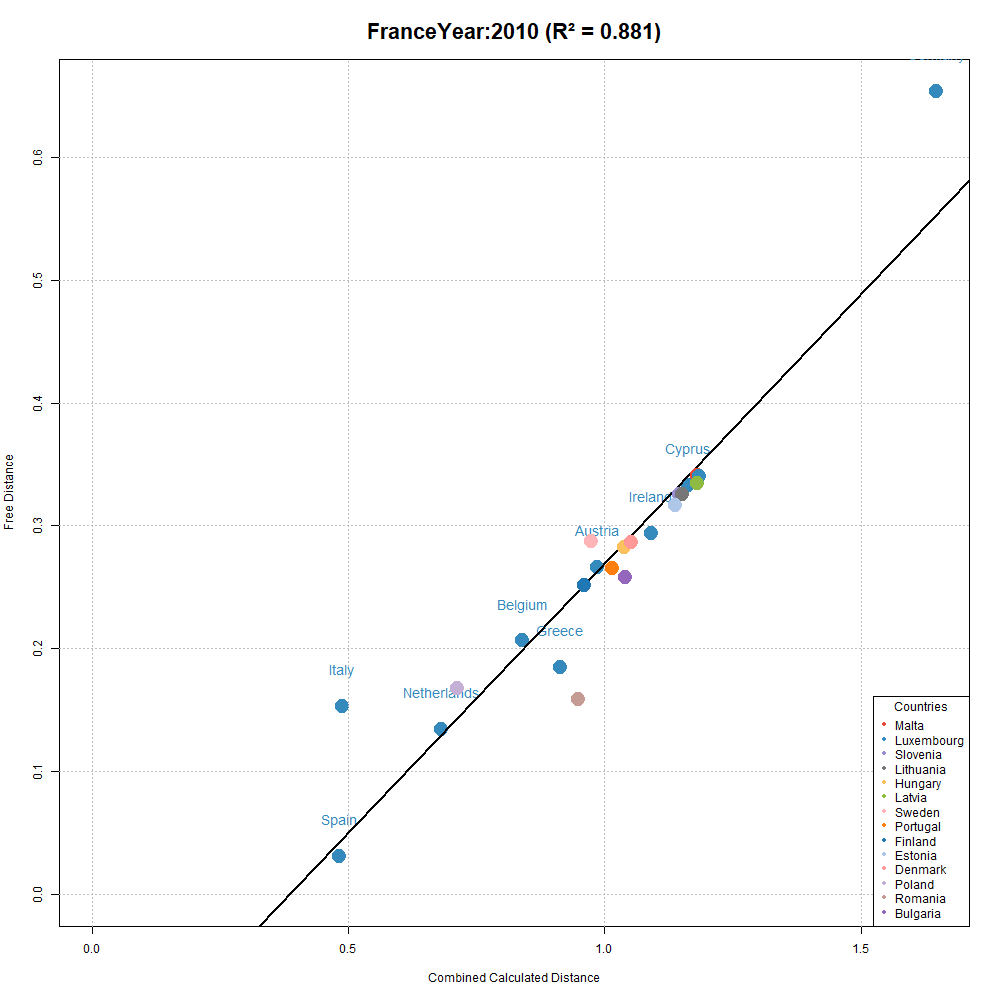 FranceYear:2010 (R² = 0.881)
Cyprus
Ireland
Austria
Belgium
Greece
Italy
Netherlands
Spain
0.6
0.5
0.4
0.3
0.2
0.1
0.0
Free Distance
0.0 0.5 1.0 1.5
Combined Calculated Distance
Countries
Malta
Luxembourg
Slovenia
Lithuania
Hungary
Latvia
Sweden
Portugal
Finland
Estonia
Denmark
Poland
Romania
Bulgaria